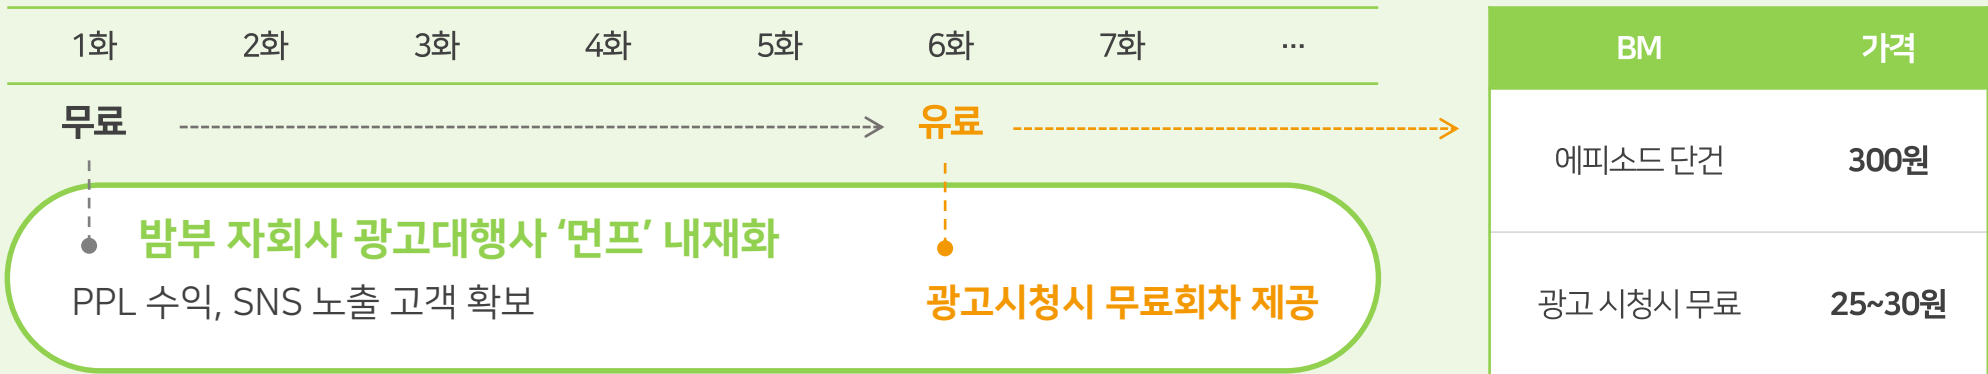 1화 2화 3화 4화 5화 6화 7화 ...
무료 유료
밤부 자회사 광고대행사 ‘먼프’ 내재화
PPL 수익, SNS 노출 고객 확보
광고시청시 무료회차 제공
BM 가격
에피소드 단건 300원
광고 시청시 무료 25~30원